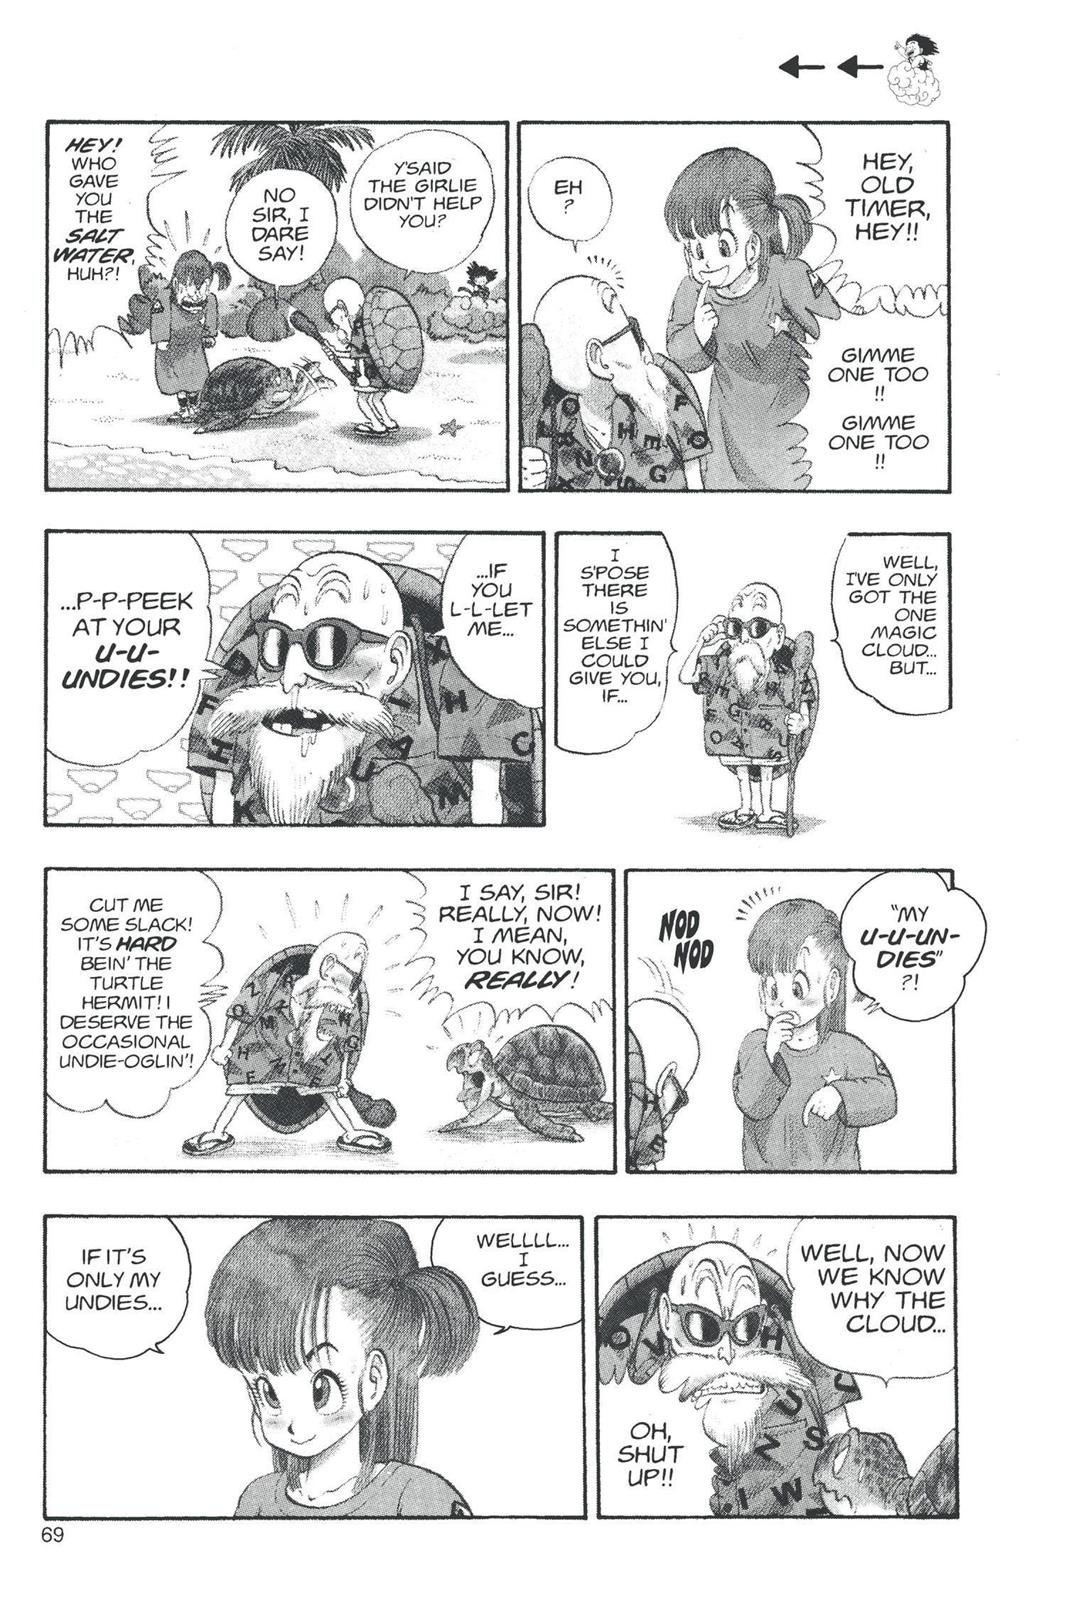 HEY,
OLD
TIMER,
HEY!!
EH
?
GIMME
ONE TOO
!!
GIMME
ONE TOO
!!
Y'SAID
THE GIRLIE
DIDN'T HELP
YOU?
NO
SIR, I
DARE
SAY!
HEY!
WHO
GAVE
YOU
THE
SALT
WATER,
HUH?!
WELL,
I'VE ONLY
GOT THE
ONE
MAGIC
CLOUD...
BUT...
I
S'POSE
THERE
IS
SOMETHIN'
ELSE I
COULD
GIVE YOU,
IF...
...IF
YOU
L-L-LET
ME...
...P-P-PEEK
AT YOUR
U-U-
UNDIES!!
"MY
U-U-UN-
DIES"
?!
NOD
NOD
I SAY, SIR!
REALLY, NOW!
I MEAN,
YOU KNOW,
REALLY!
CUT ME
SOME SLACK!
IT'S HARD
BEIN' THE
TURTLE
HERMIT! I
DESERVE THE
OCCASIONAL
UNDIE-OGLIN'!
WELL, NOW
WE KNOW
WHY THE
CLOUD...
OH,
SHUT
UP!!
WELLLL...
I
GUESS...
IF IT'S
ONLY MY
UNDIES...
69